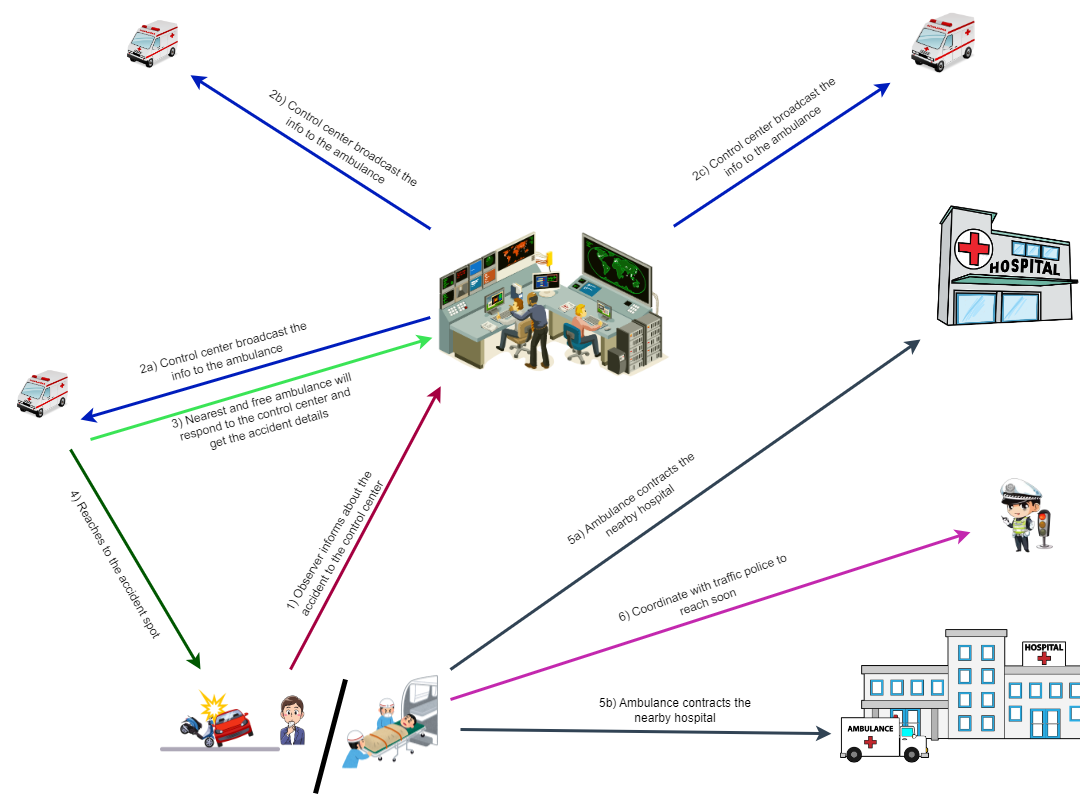 2b) Control center broadcast the
info to the ambulance
2c) Control center broadcast the
info to the ambulance
HOSPITAL
2a) Control center broadcast the
info to the ambulance
3) Nearest and free ambulance will
respond to the control center and
get the accident details
4) Reaches to the accident spot
1) Observer informs about the
accident to the control center
5a) Ambulance contracts the
nearby hospital
6) Coordinate with traffic police to
reach soon
5b) Ambulance contracts the
nearby hospital
HOSPITAL
AMBULANCE